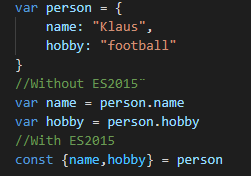 var person = {
    name: "Klaus",
    hobby: "football"
}
//Without ES2015¨
var name = person.name
var hobby = person.hobby
//With ES2015
const {name,hobby} = person